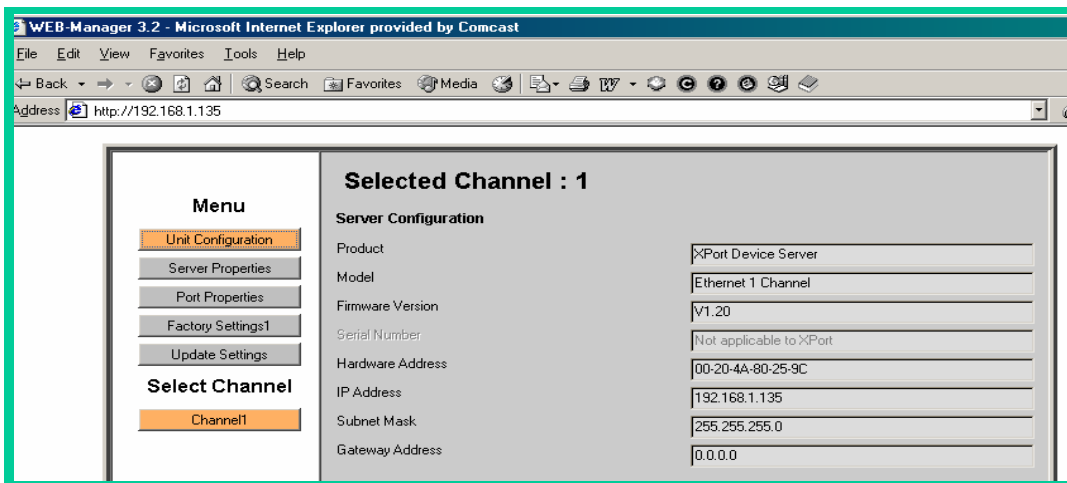 WEB-Manager 3.2 - Microsoft Internet Explorer provided by Comcast
File Edit View Favorites Tools Help
Back Search Favorites Media
Address http://192.168.1.135
Menu
Unit Configuration
Server Properties
Port Properties
Factory Settings1
Update Settings
Select Channel
Channel1
Selected Channel : 1
Server Configuration
Product XPort Device Server
Model Ethernet 1 Channel
Firmware Version V1.20
Serial Number Not applicable to XPort
Hardware Address 00-20-4A-80-25-9C
IP Address 192.168.1.135
Subnet Mask 255.255.255.0
Gateway Address 0.0.0.0